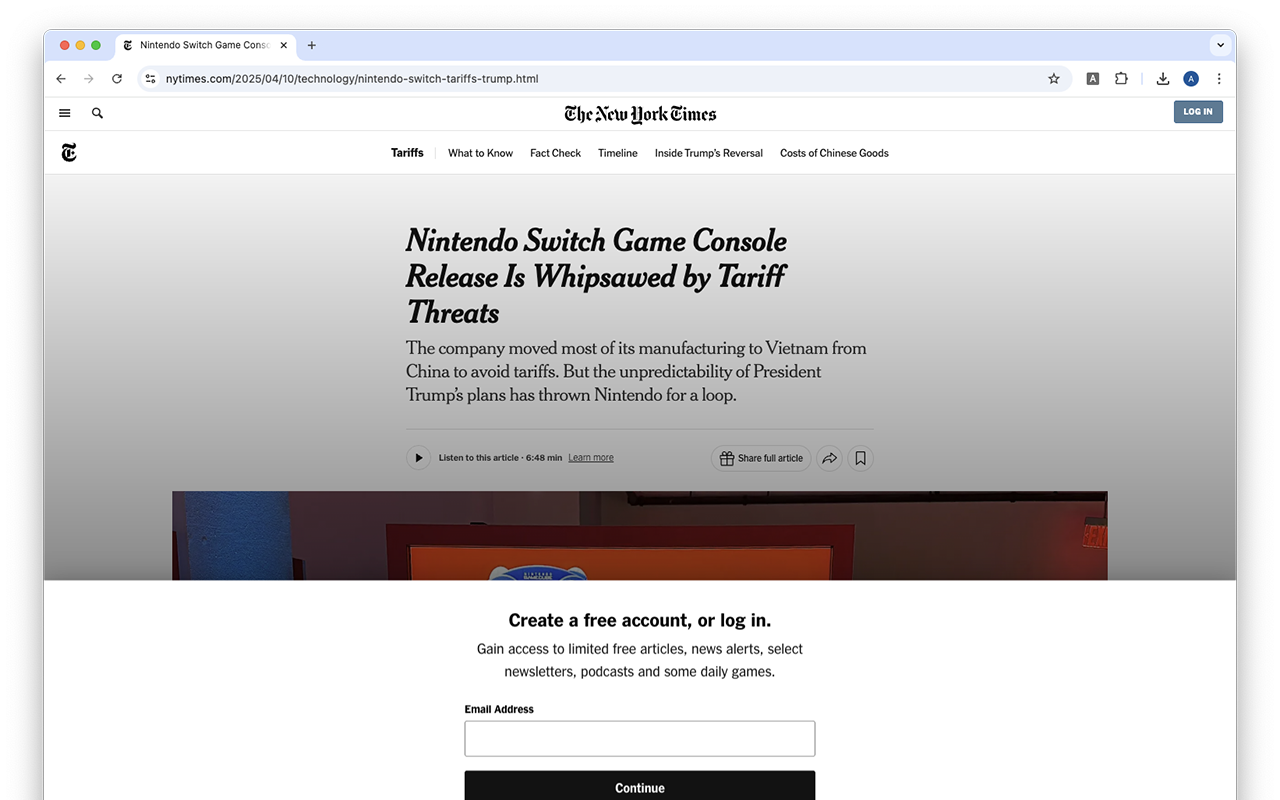 Nintendo Switch Game Conso
nytimes.com/2025/04/10/technology/nintendo-switch-tariffs-trump.html
A
A
The New York Times
LOG IN
T
Tariffs
What to Know
Fact Check
Timeline
Inside Trump's Reversal
Costs of Chinese Goods
Nintendo Switch Game Console
Release Is Whipsawed by Tariff
Threats
The company moved most of its manufacturing to Vietnam from
China to avoid tariffs. But the unpredictability of President
Trump's plans has thrown Nintendo for a loop.
Listen to this article · 6:48 min Learn more
Share full article
NINTENDO
GAMECUBE
Create a free account, or log in.
Gain access to limited free articles, news alerts, select
newsletters, podcasts and some daily games.
Email Address
Continue